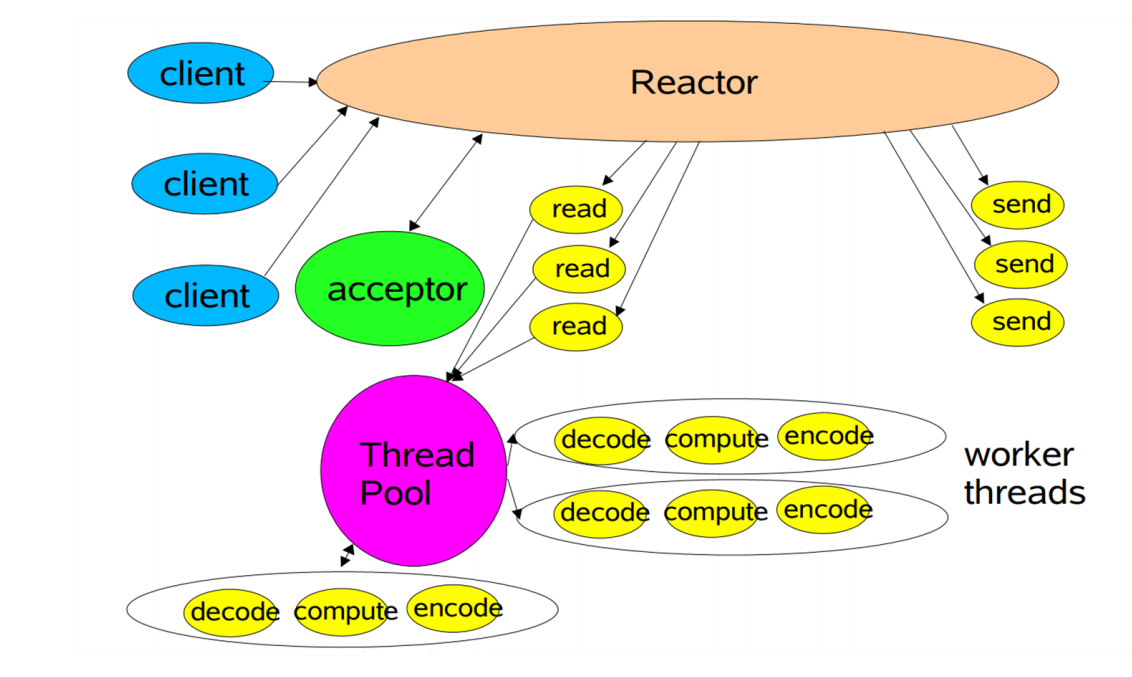 client
Reactor
client
client
acceptor
read
read
read
send
send
send
Thread
Pool
decode compute encode
decode compute encode
worker
threads
decode compute encode